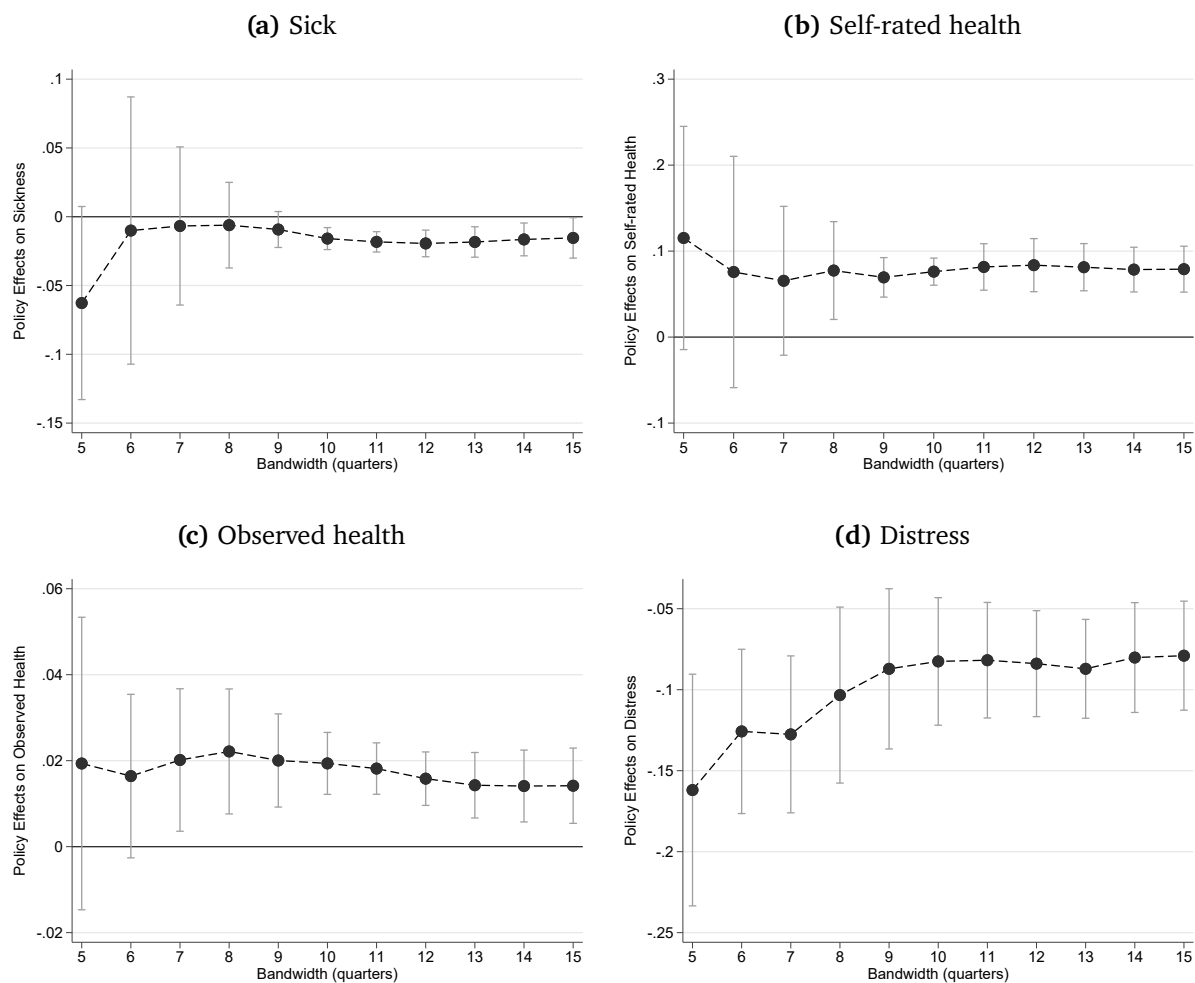 (a) Sick
.1
.05
0
-.05
-.1
-.15
Policy Effects on Sickness
5 6 7 8 9 10 11 12 13 14 15
Bandwidth (quarters)
(b) Self-rated health
.3
.2
.1
0
-.1
Policy Effects on Self-rated Health
5 6 7 8 9 10 11 12 13 14 15
Bandwidth (quarters)
(c) Observed health
.06
.04
.02
0
-.02
Policy Effects on Observed Health
5 6 7 8 9 10 11 12 13 14 15
Bandwidth (quarters)
(d) Distress
-.05
-.1
-.15
-.2
-.25
Policy Effects on Distress
5 6 7 8 9 10 11 12 13 14 15
Bandwidth (quarters)